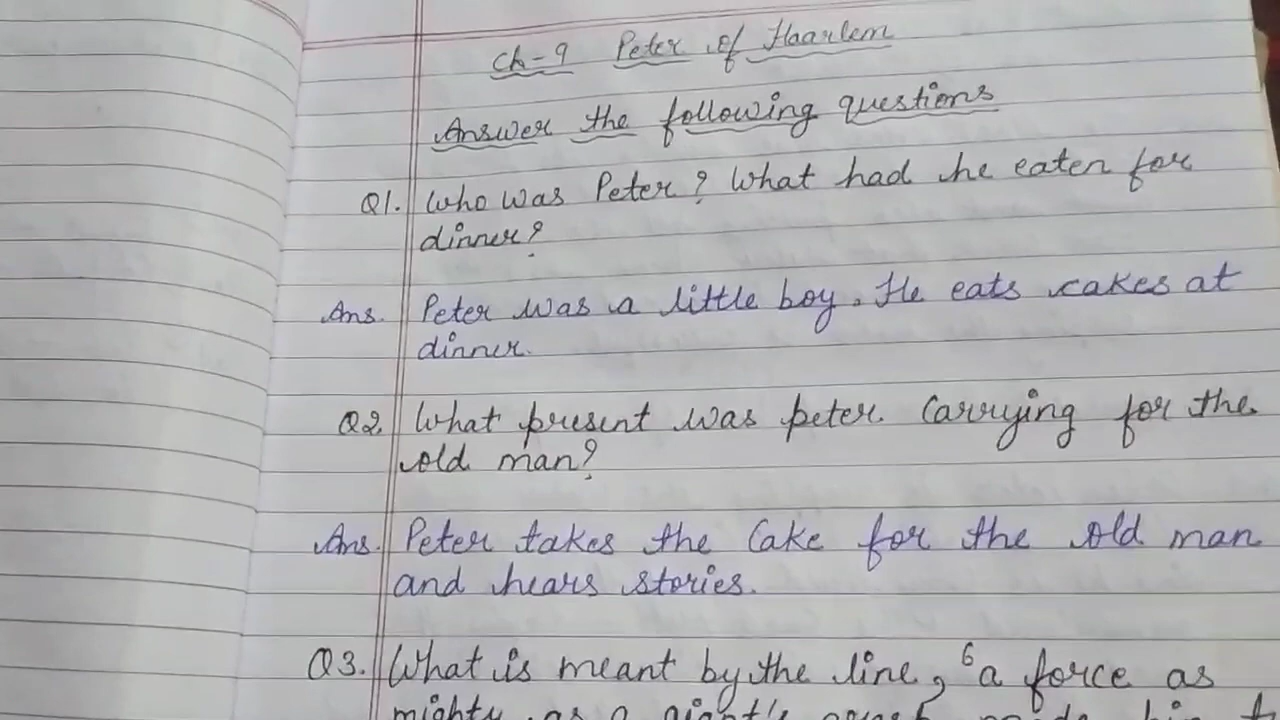 Ch-9 Peter of Haarlem
Answer the following questions
Q1. Who was Peter? What had he eaten for
dinner?
Ans. Peter was a little boy. He eats cakes at
dinner.
Q2. What present was peter carrying for the
old man?
Ans. Peter takes the Cake for the old man
and hears stories.
Q3. What is meant by the line, 'a force as
mighty as a